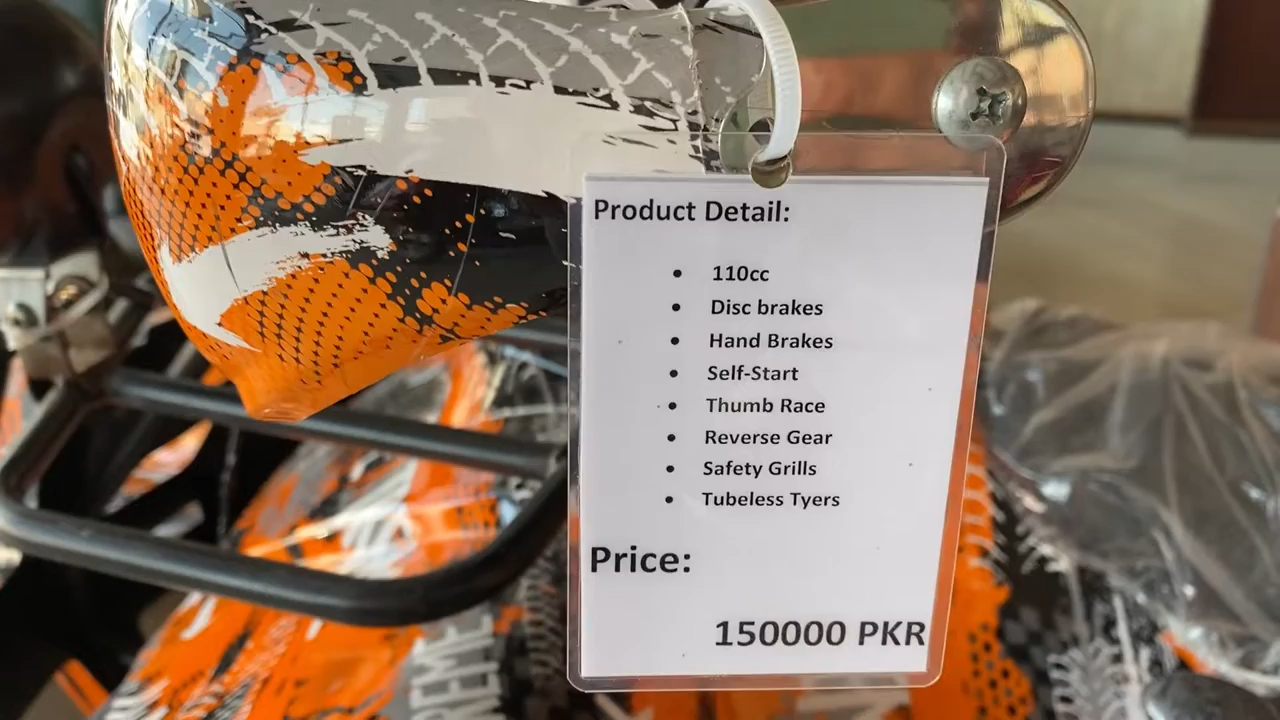 Product Detail:
• 110cc
• Disc brakes
• Hand Brakes
• Self-Start
• Thumb Race
• Reverse Gear
• Safety Grills
• Tubeless Tyers
Price:
150000 PKR